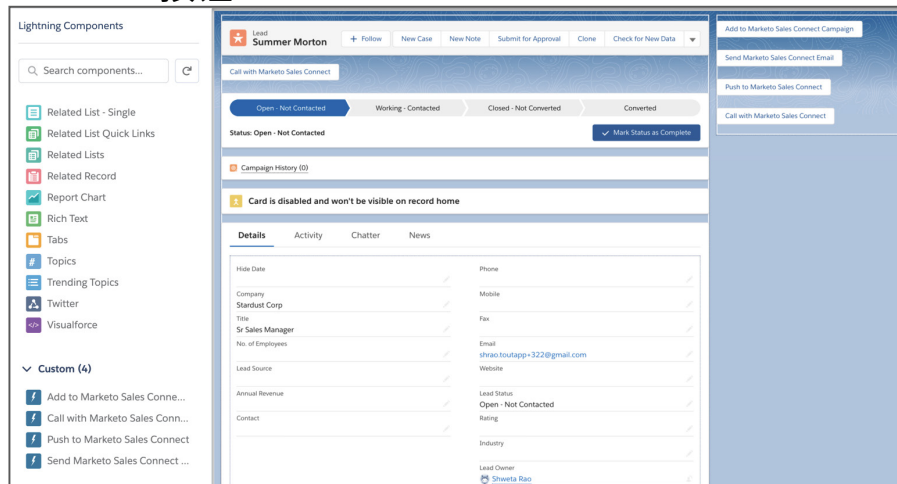 Lightning Components
Search components...
Related List - Single
Related List Quick Links
Related Lists
Related Record
Report Chart
Rich Text
Tabs
Topics
Trending Topics
Twitter
Visualforce
Custom (4)
Add to Marketo Sales Conne...
Call with Marketo Sales Conn...
Push to Marketo Sales Connect
Send Marketo Sales Connect ...
Lead
Summer Morton
+ Follow New Case New Note Submit for Approval Clone Check for New Data
Call with Marketo Sales Connect
Open - Not Contacted Working - Contacted Closed - Not Converted Converted
Status: Open - Not Contacted
Mark Status as Complete
Campaign History (0)
Card is disabled and won't be visible on record home
Details Activity Chatter News
Hide Date Phone
Company Mobile
Stardust Corp
Title Fax
Sr Sales Manager
No. of Employees Email
shrao.toutapp+322@gmail.com
Lead Source Website
Annual Revenue Lead Status
Open - Not Contacted
Contact Rating
Industry
Lead Owner
Shweta Rao
Add to Marketo Sales Connect Campaign
Send Marketo Sales Connect Email
Push to Marketo Sales Connect
Call with Marketo Sales Connect